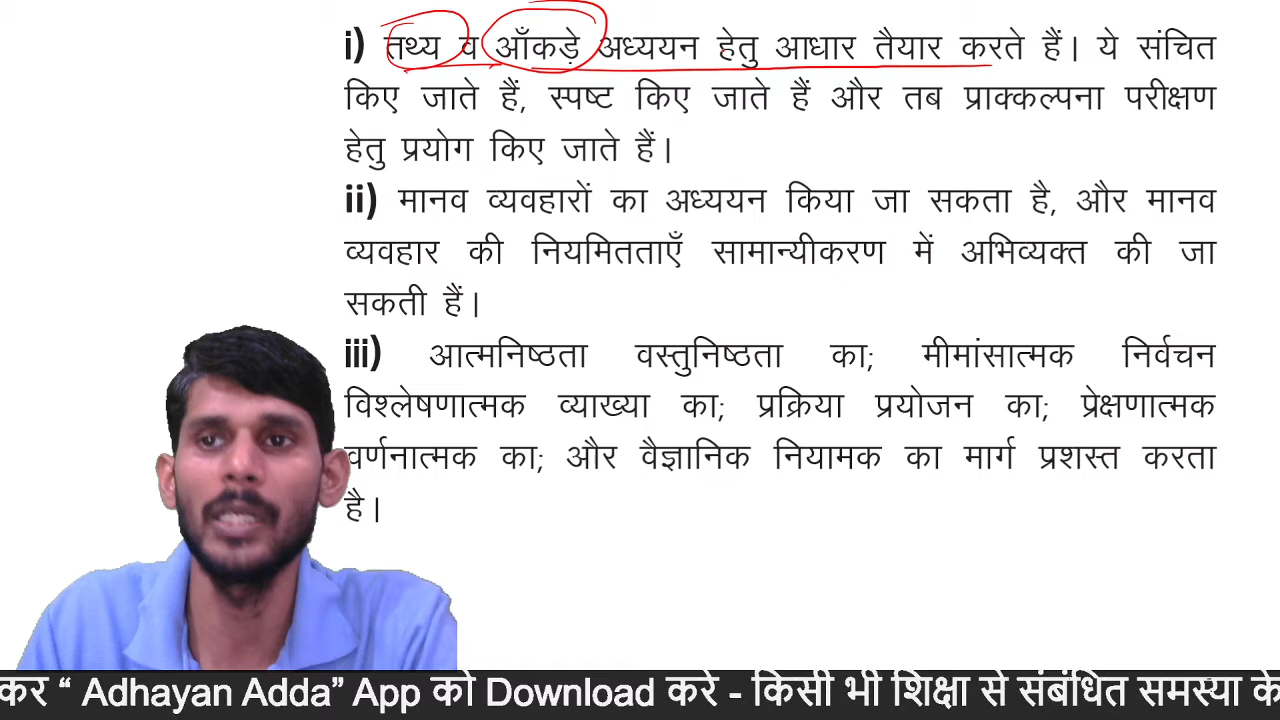 i) तथ्य व आँकड़े अध्ययन हेतु आधार तैयार करते हैं। ये संचित
किए जाते हैं, स्पष्ट किए जाते हैं और तब प्राक्कल्पना परीक्षण
हेतु प्रयोग किए जाते हैं।
ii) मानव व्यवहारों का अध्ययन किया जा सकता है, और मानव
व्यवहार की नियमितताएँ सामान्यीकरण में अभिव्यक्त की जा
सकती हैं।
iii) आत्मनिष्ठता वस्तुनिष्ठता का; मीमांसात्मक निर्वचन
विश्लेषणात्मक व्याख्या का; प्रक्रिया प्रयोजन का; प्रेक्षणात्मक
वर्णनात्मक का; और वैज्ञानिक नियामक का मार्ग प्रशस्त करता
है।
कर “ Adhayan Adda” App को Download करे - किसी भी शिक्षा से संबंधित समस्या के